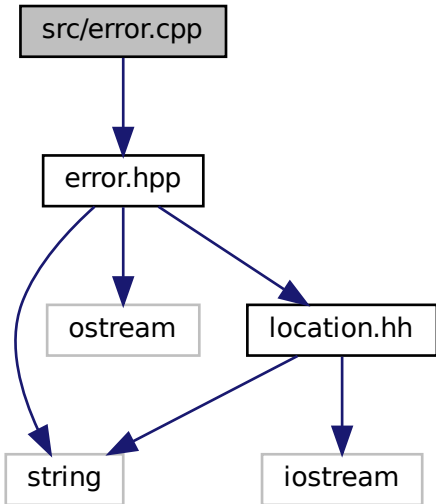 src/error.cpp
error.hpp
ostream
location.hh
string
iostream